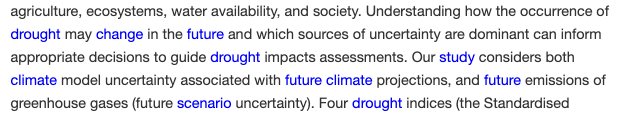 agriculture, ecosystems, water availability, and society. Understanding how the occurrence of
drought may change in the future and which sources of uncertainty are dominant can inform
appropriate decisions to guide drought impacts assessments. Our study considers both
climate model uncertainty associated with future climate projections, and future emissions of
greenhouse gases (future scenario uncertainty). Four drought indices (the Standardised